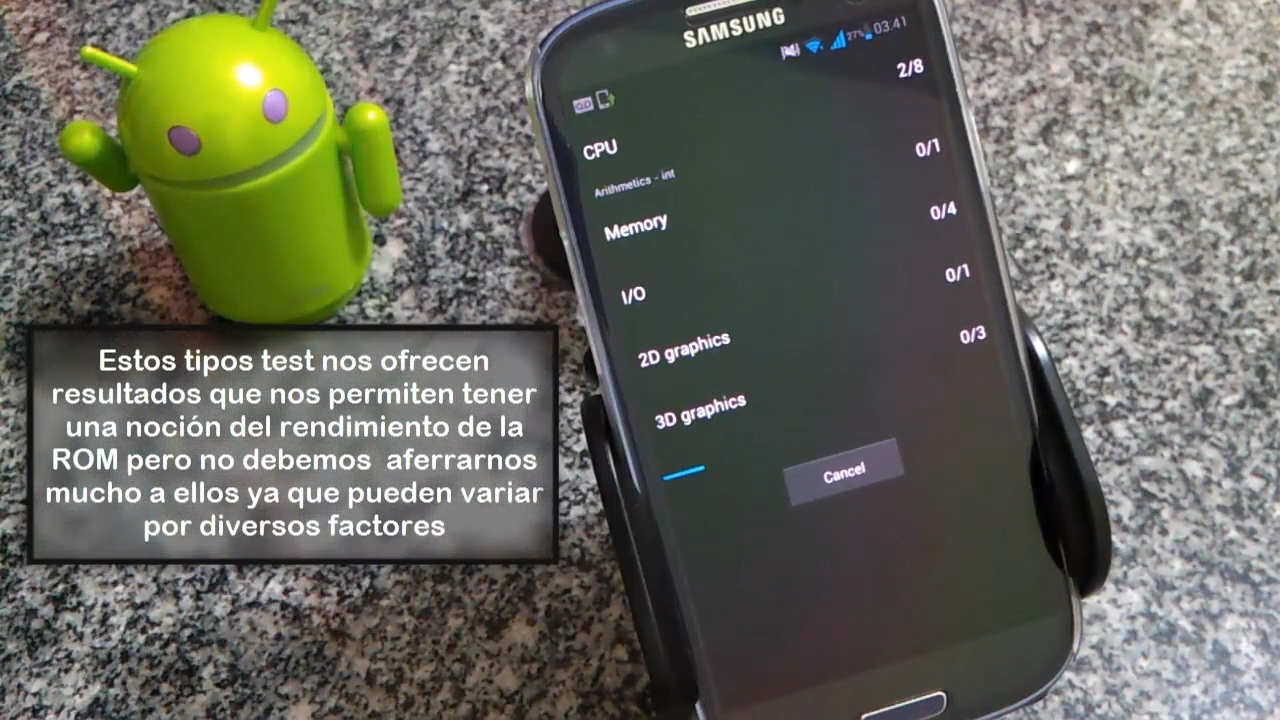 SAMSUNG
27% 03:41
CPU 2/8
Arithmetics - int
Memory 0/1
I/O 0/4
2D graphics 0/1
3D graphics 0/3
Cancel
Estos tipos test nos ofrecen
resultados que nos permiten tener
una noción del rendimiento de la
ROM pero no debemos aferrarnos
mucho a ellos ya que pueden variar
por diversos factores